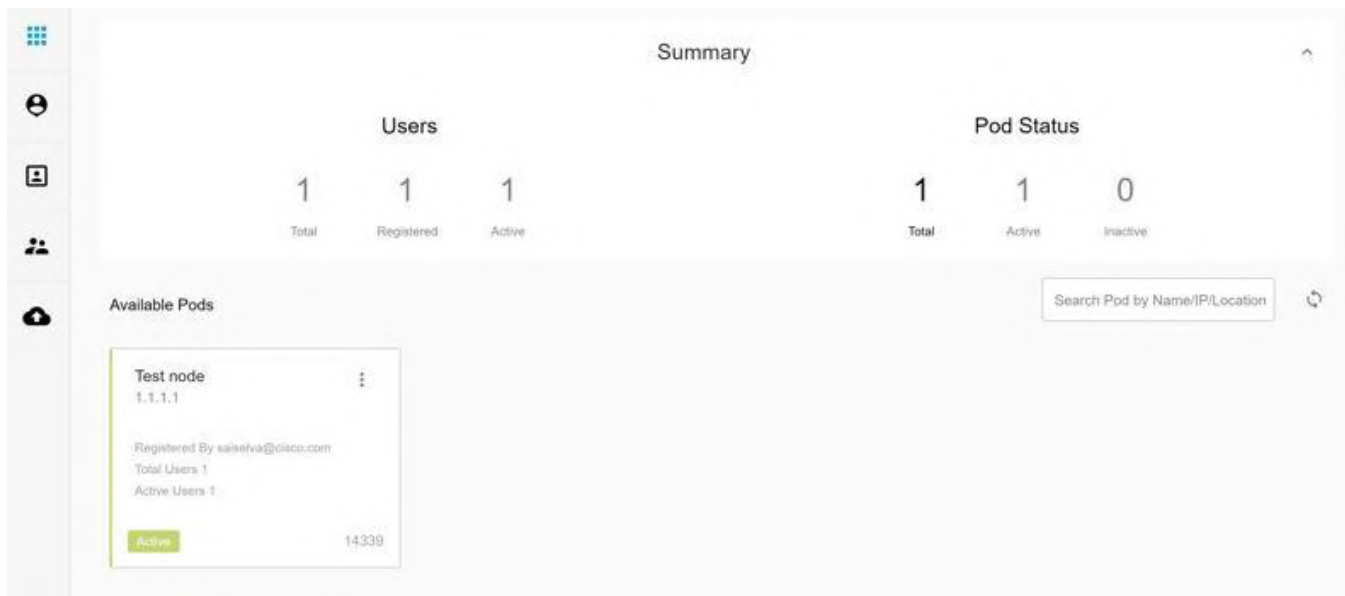 Summary
Users
Pod Status
1 1 1
Total Registered Active
1 1 0
Total Active Inactive
Available Pods
Search Pod by Name/IP/Location
Test node
1.1.1.1
Registered By saiselva@cisco.com
Total Users 1
Active Users 1
Active
14339